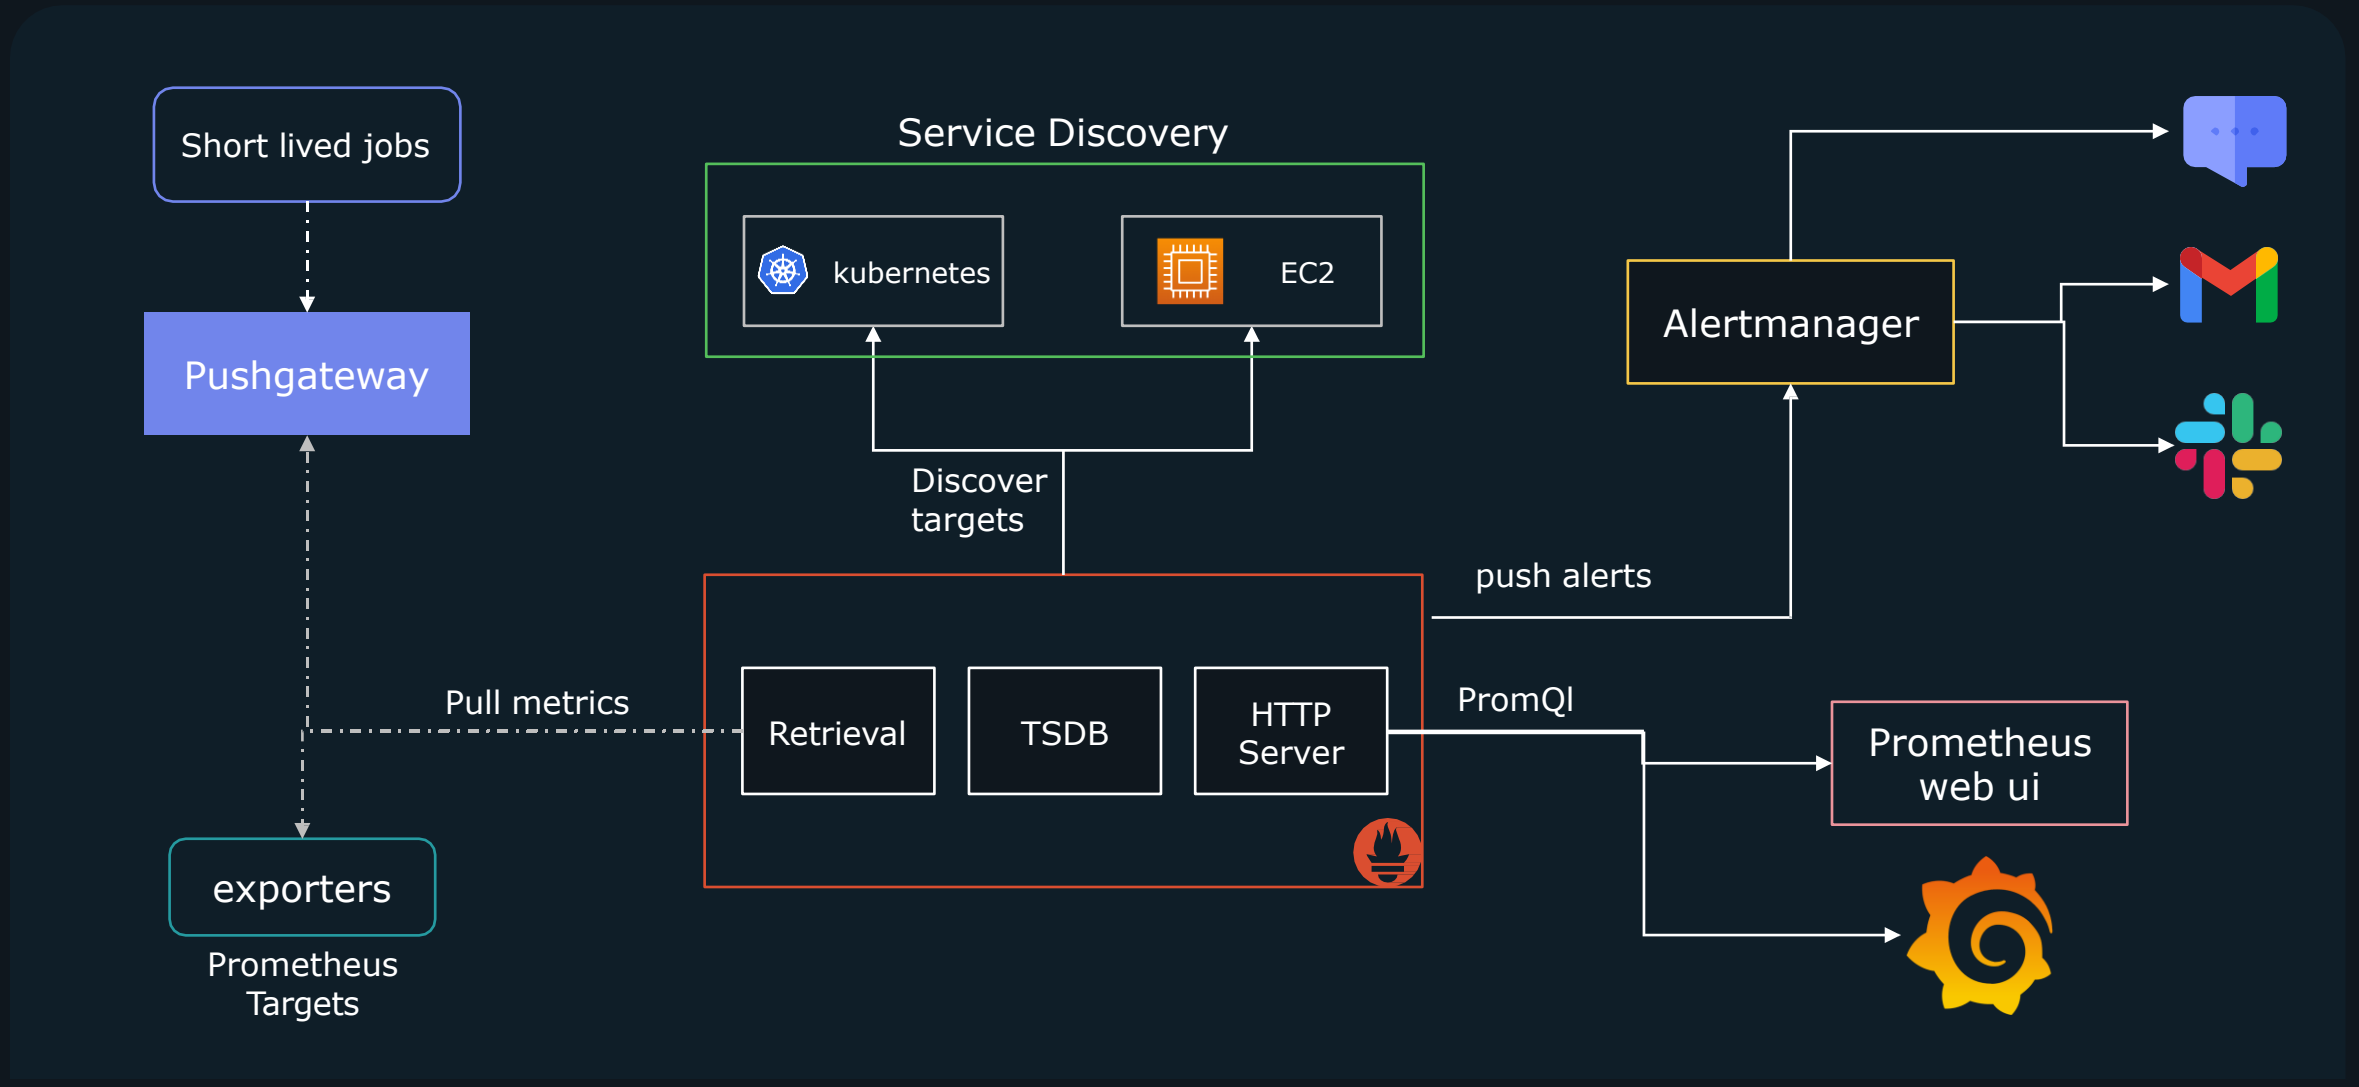 Short lived jobs
Pushgateway
Service Discovery
kubernetes
EC2
Discover
targets
Alertmanager
push alerts
Pull metrics
Retrieval
TSDB
HTTP
Server
PromQl
Prometheus
web ui
exporters
Prometheus
Targets